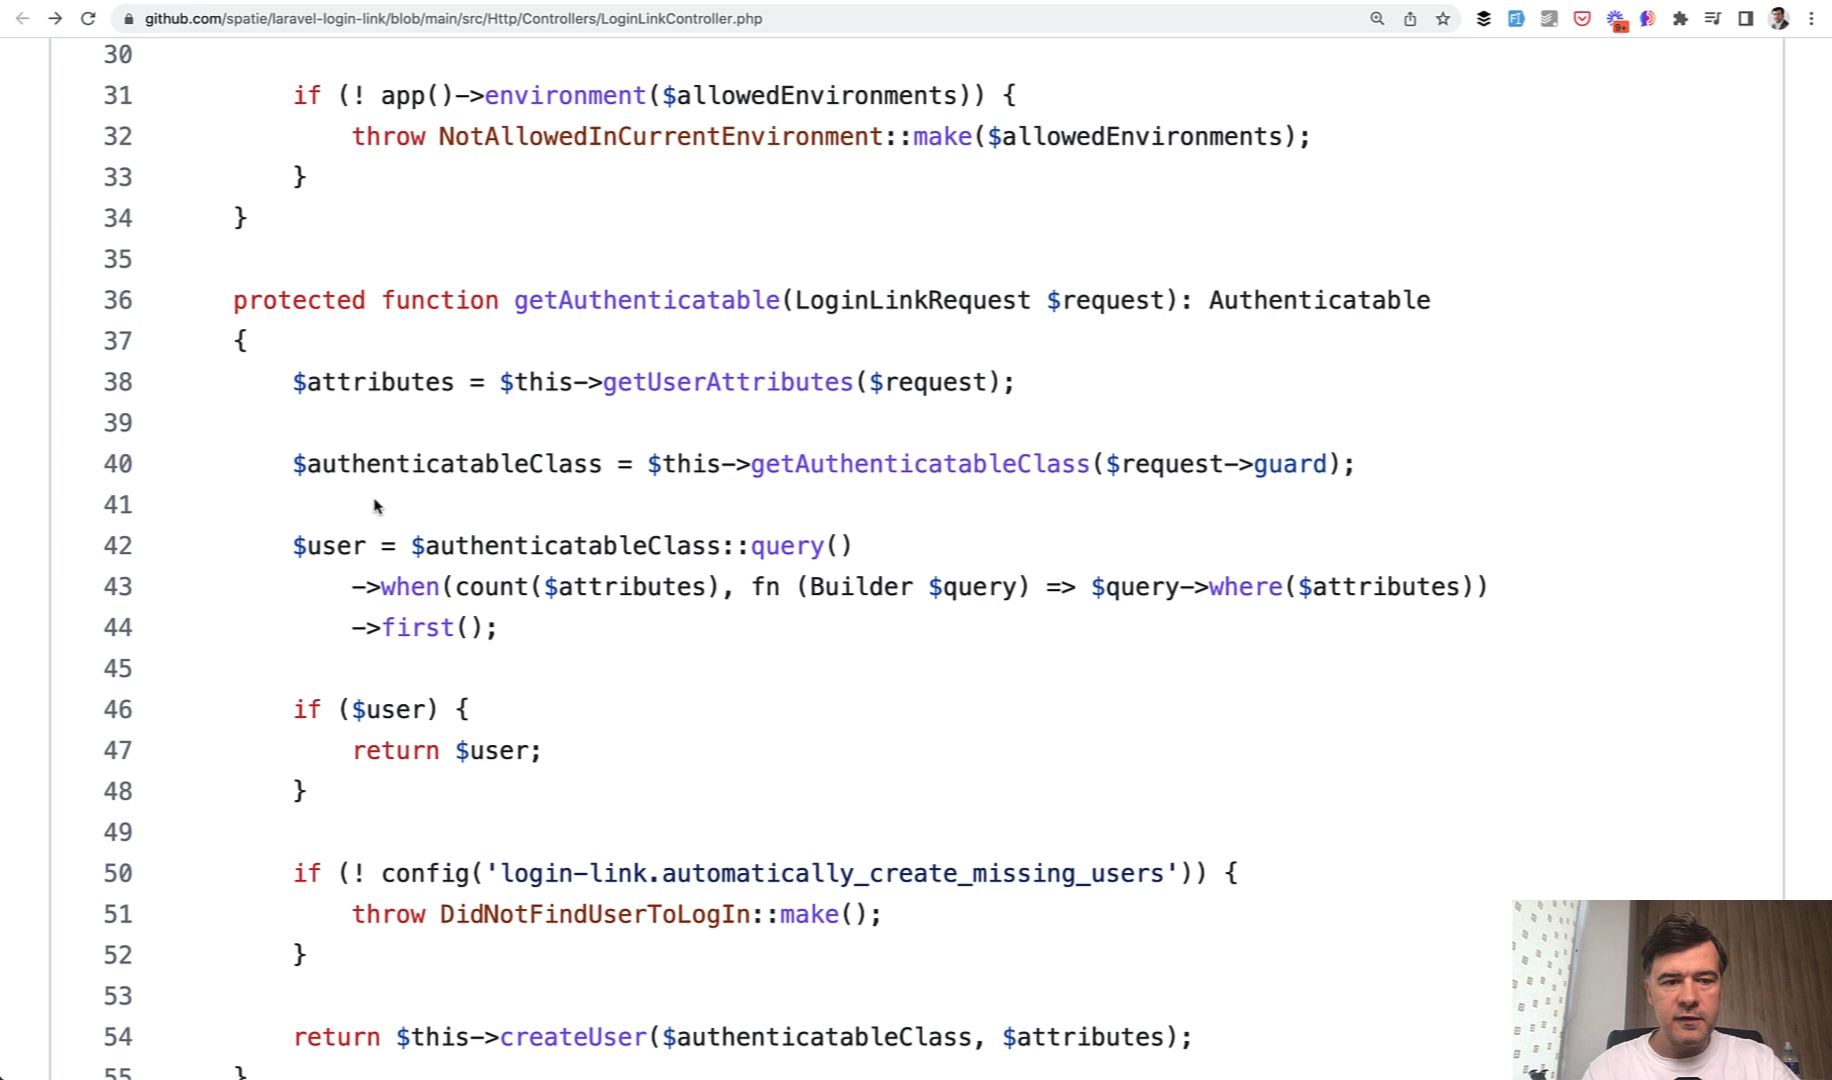 github.com/spatie/laravel-login-link/blob/main/src/Http/Controllers/LoginLinkController.php
9+
30
31 if (! app()->environment($allowedEnvironments)) {
32 throw NotAllowedInCurrentEnvironment::make($allowedEnvironments);
33 }
34 }
35
36 protected function getAuthenticatable(LoginLinkRequest $request): Authenticatable
37 {
38 $attributes = $this->getUserAttributes($request);
39
40 $authenticatableClass = $this->getAuthenticatableClass($request->guard);
41
42 $user = $authenticatableClass::query()
43 ->when(count($attributes), fn (Builder $query) => $query->where($attributes))
44 ->first();
45
46 if ($user) {
47 return $user;
48 }
49
50 if (! config('login-link.automatically_create_missing_users')) {
51 throw DidNotFindUserToLogIn::make();
52 }
53
54 return $this->createUser($authenticatableClass, $attributes);
55 }